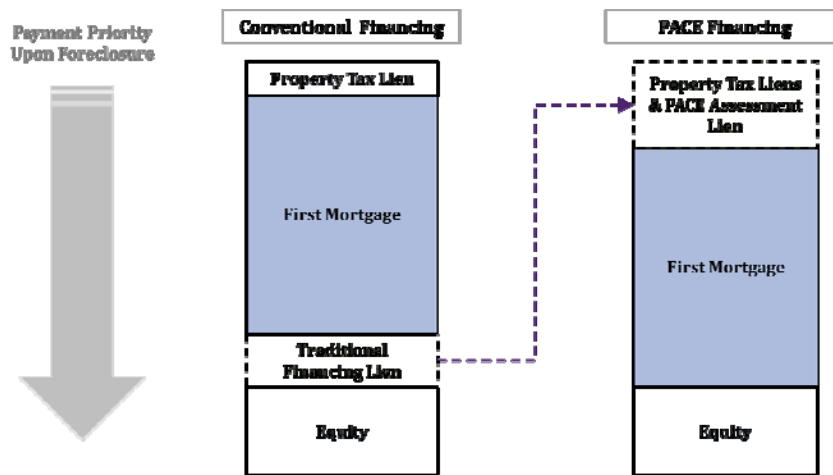 Payment Priority
Upon Foreclosure
Conventional Financing
Property Tax Lien
First Mortgage
Traditional
Financing Lien
Equity
PACE Financing
Property Tax Liens
& PACE Assessment
Lien
First Mortgage
Equity